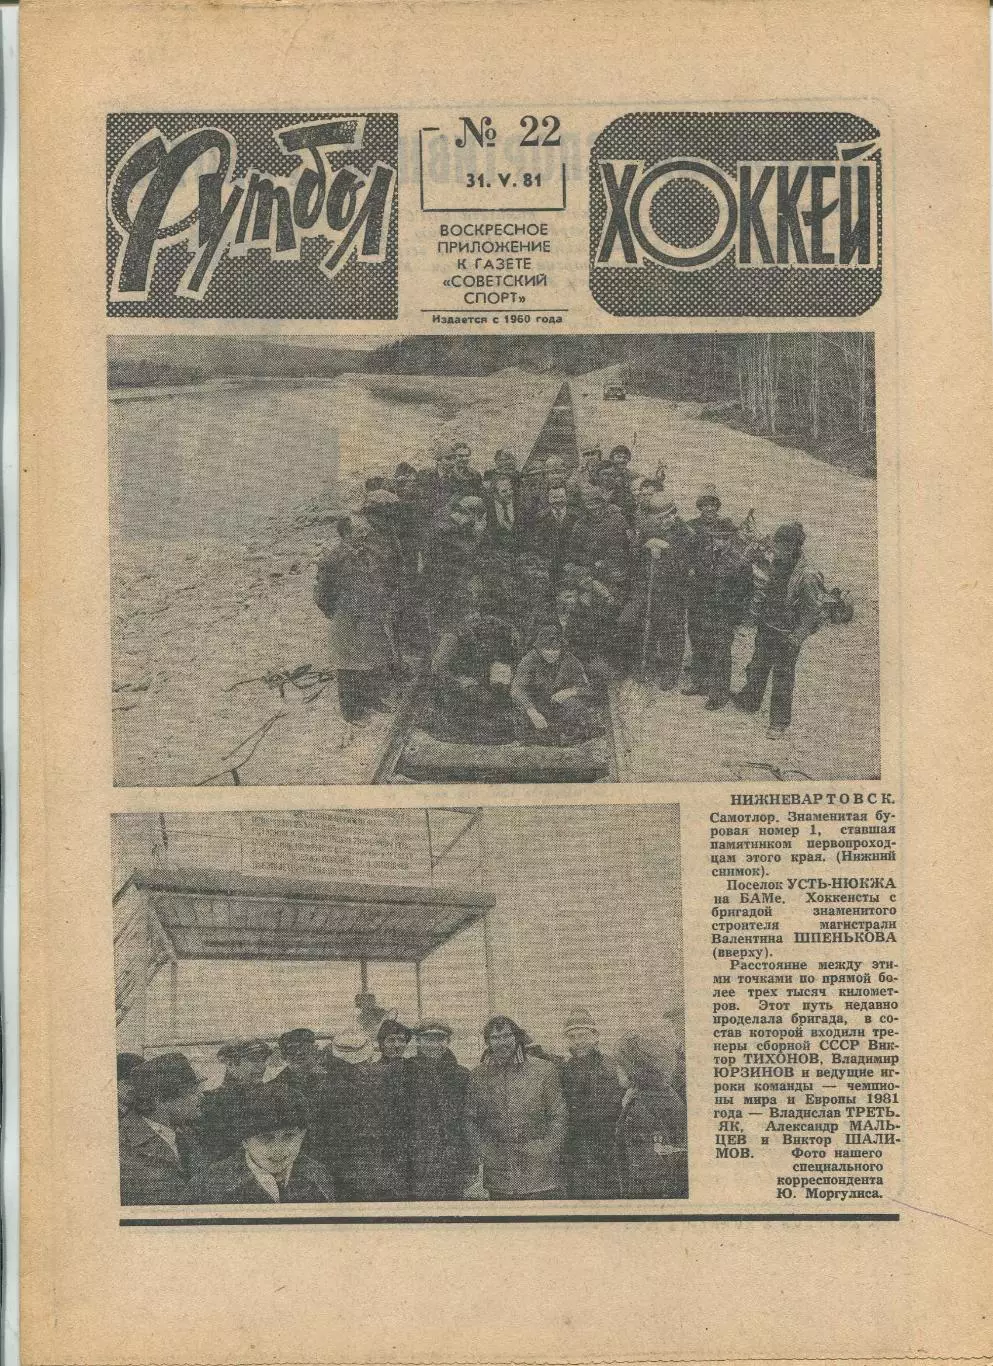 Футбол
№ 22
31. V. 81
ВОСКРЕСНОЕ
ПРИЛОЖЕНИЕ
К ГАЗЕТЕ
«СОВЕТСКИЙ
СПОРТ»
Издается с 1960 года
ХОККЕЙ
НИЖНЕВАРТОВСК.
Самотлор. Знаменитая бу-
ровая номер 1, ставшая
памятником первопроход-
цам этого края. (Нижний
снимок).
Поселок УСТЬ-НЮКЖА
на БАМе. Хоккеисты с
бригадой знаменитого
строителя магистрали
Валентина ШПЕНЬКОВА
(вверху).
Расстояние между эти-
ми точками по прямой бо-
лее трех тысяч километ-
ров. Этот путь недавно
проделала бригада, в со-
став которой входили тре-
неры сборной СССР Вик-
тор ТИХОНОВ, Владимир
ЮРЗИНОВ и ведущие иг-
роки команды — чемпио-
ны мира и Европы 1981
года — Владислав ТРЕТЬ-
ЯК, Александр МАЛЬ-
ЦЕВ и Виктор ШАЛИ-
МОВ. Фото нашего
специального
корреспондента
Ю. Моргулиса.